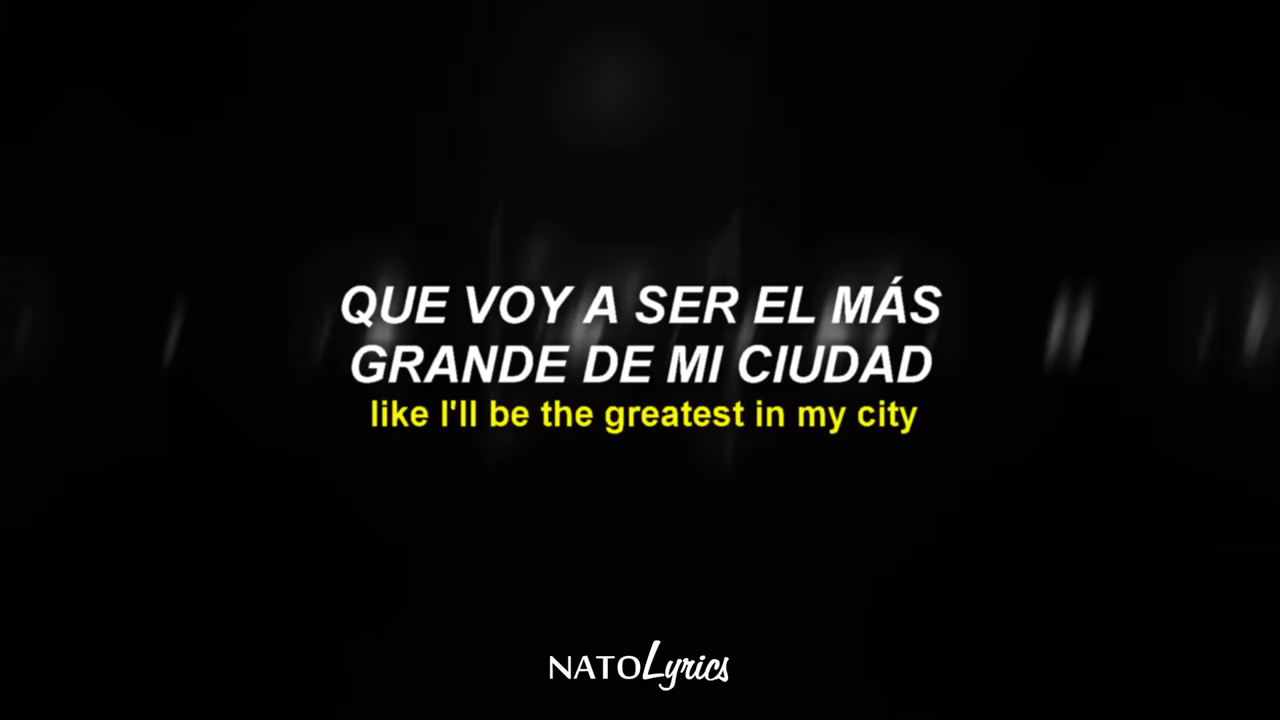 QUE VOY A SER EL MÁS
GRANDE DE MI CIUDAD
like I'll be the greatest in my city
NATOLyrics